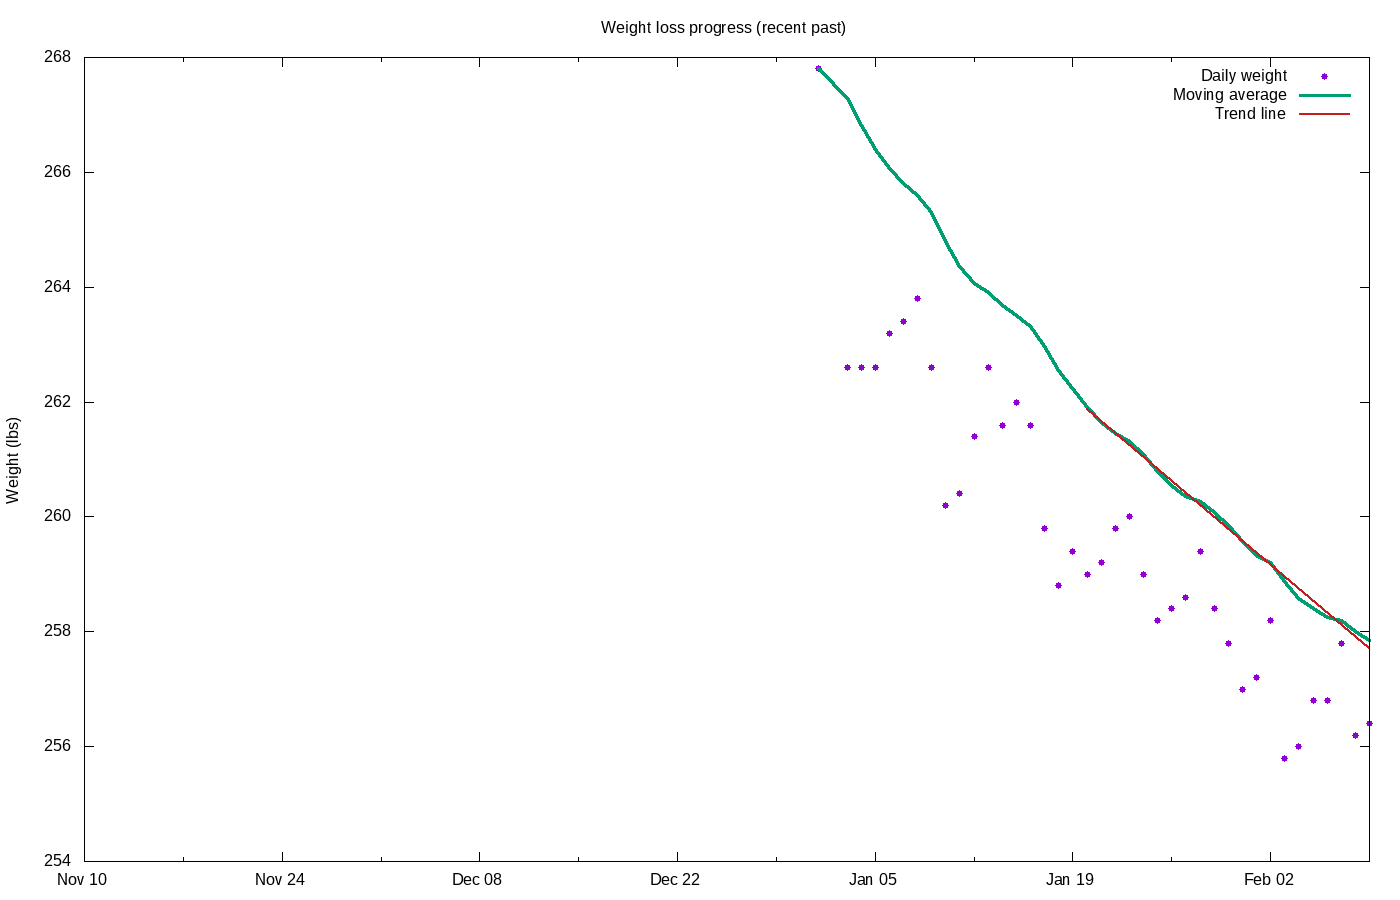 Weight loss progress (recent past)
268
266
264
262
260
258
256
254
Weight (lbs)
Daily weight
Moving average
Trend line
Nov 10 Nov 24 Dec 08 Dec 22 Jan 05 Jan 19 Feb 02